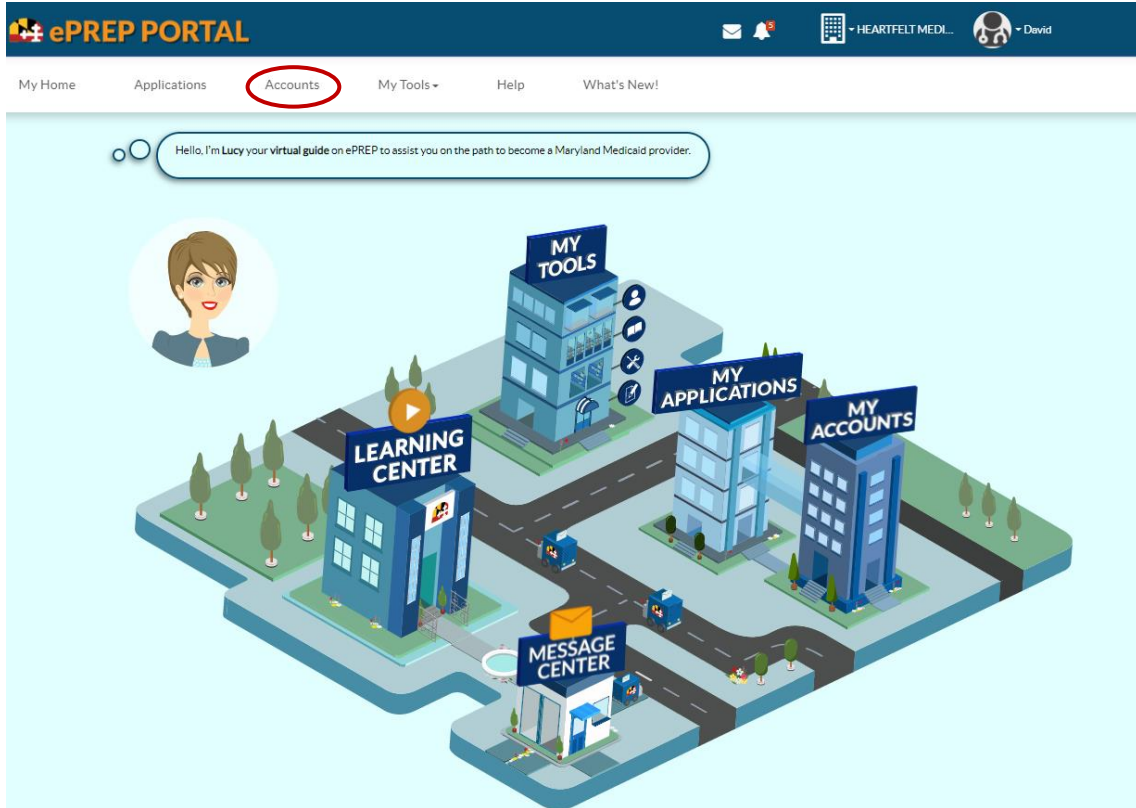 ePREP PORTAL
5
HEARTFELT MEDI...
David
My Home
Applications
Accounts
My Tools
Help
What's New!
Hello, I'm Lucy your virtual guide on ePREP to assist you on the path to become a Maryland Medicaid provider.
MY
TOOLS
MY
APPLICATIONS
MY
ACCOUNTS
LEARNING
CENTER
MESSAGE
CENTER